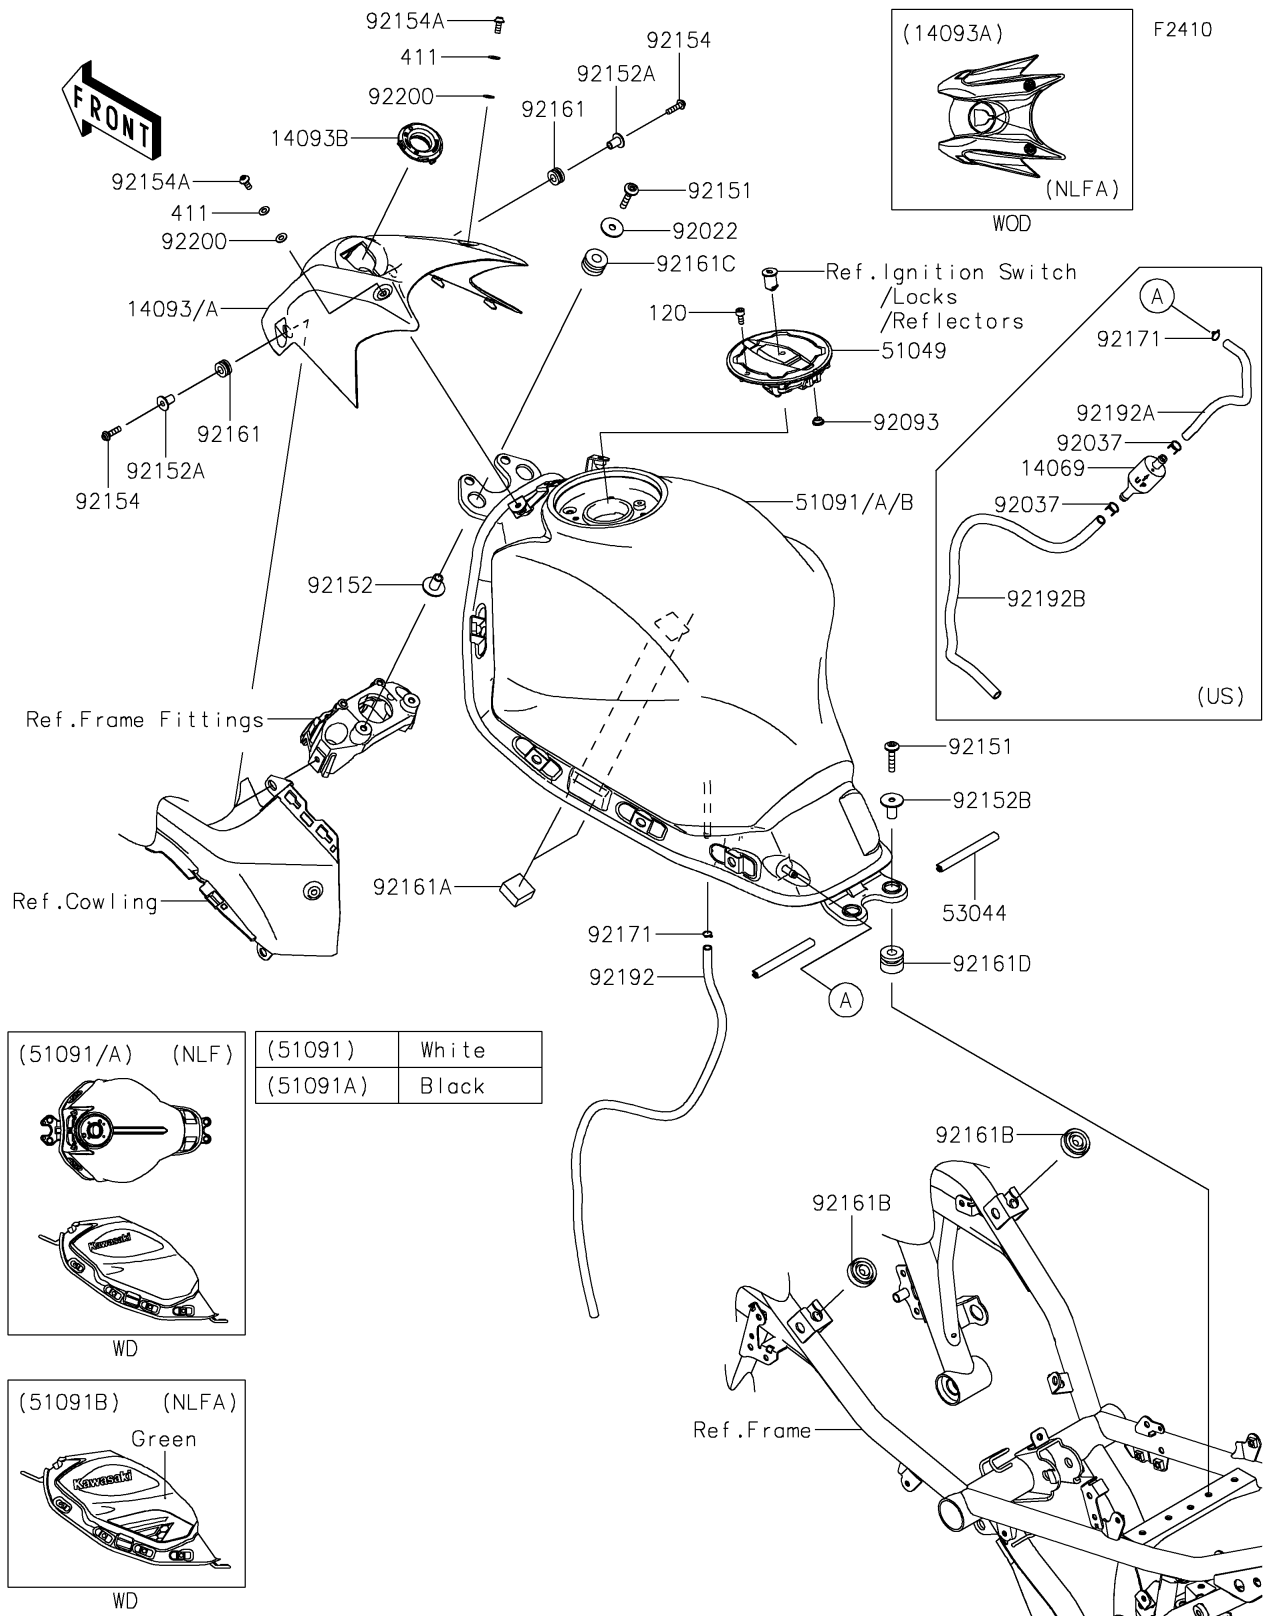 92154A
411
92200
14093B
92161
92152A
92154
(14093A)
F2410
(NLFA)
WOD
FRONT
92154A
411
92200
14093/A
92151
92022
92161C
Ref.Ignition Switch
/Locks
/Reflectors
120
51049
92093
A
92171
92192A
92037
14069
92037
92192B
(US)
92161
92152A
92154
51091/A/B
92152
Ref.Frame Fittings
92151
92152B
53044
92161A
Ref.Cowling
92171
92192
92161D
A
(51091/A) (NLF)
Kawasaki
WD
(51091) White
(51091A) Black
92161B
92161B
Ref.Frame
(51091B) (NLFA)
Green
Kawasaki
WD